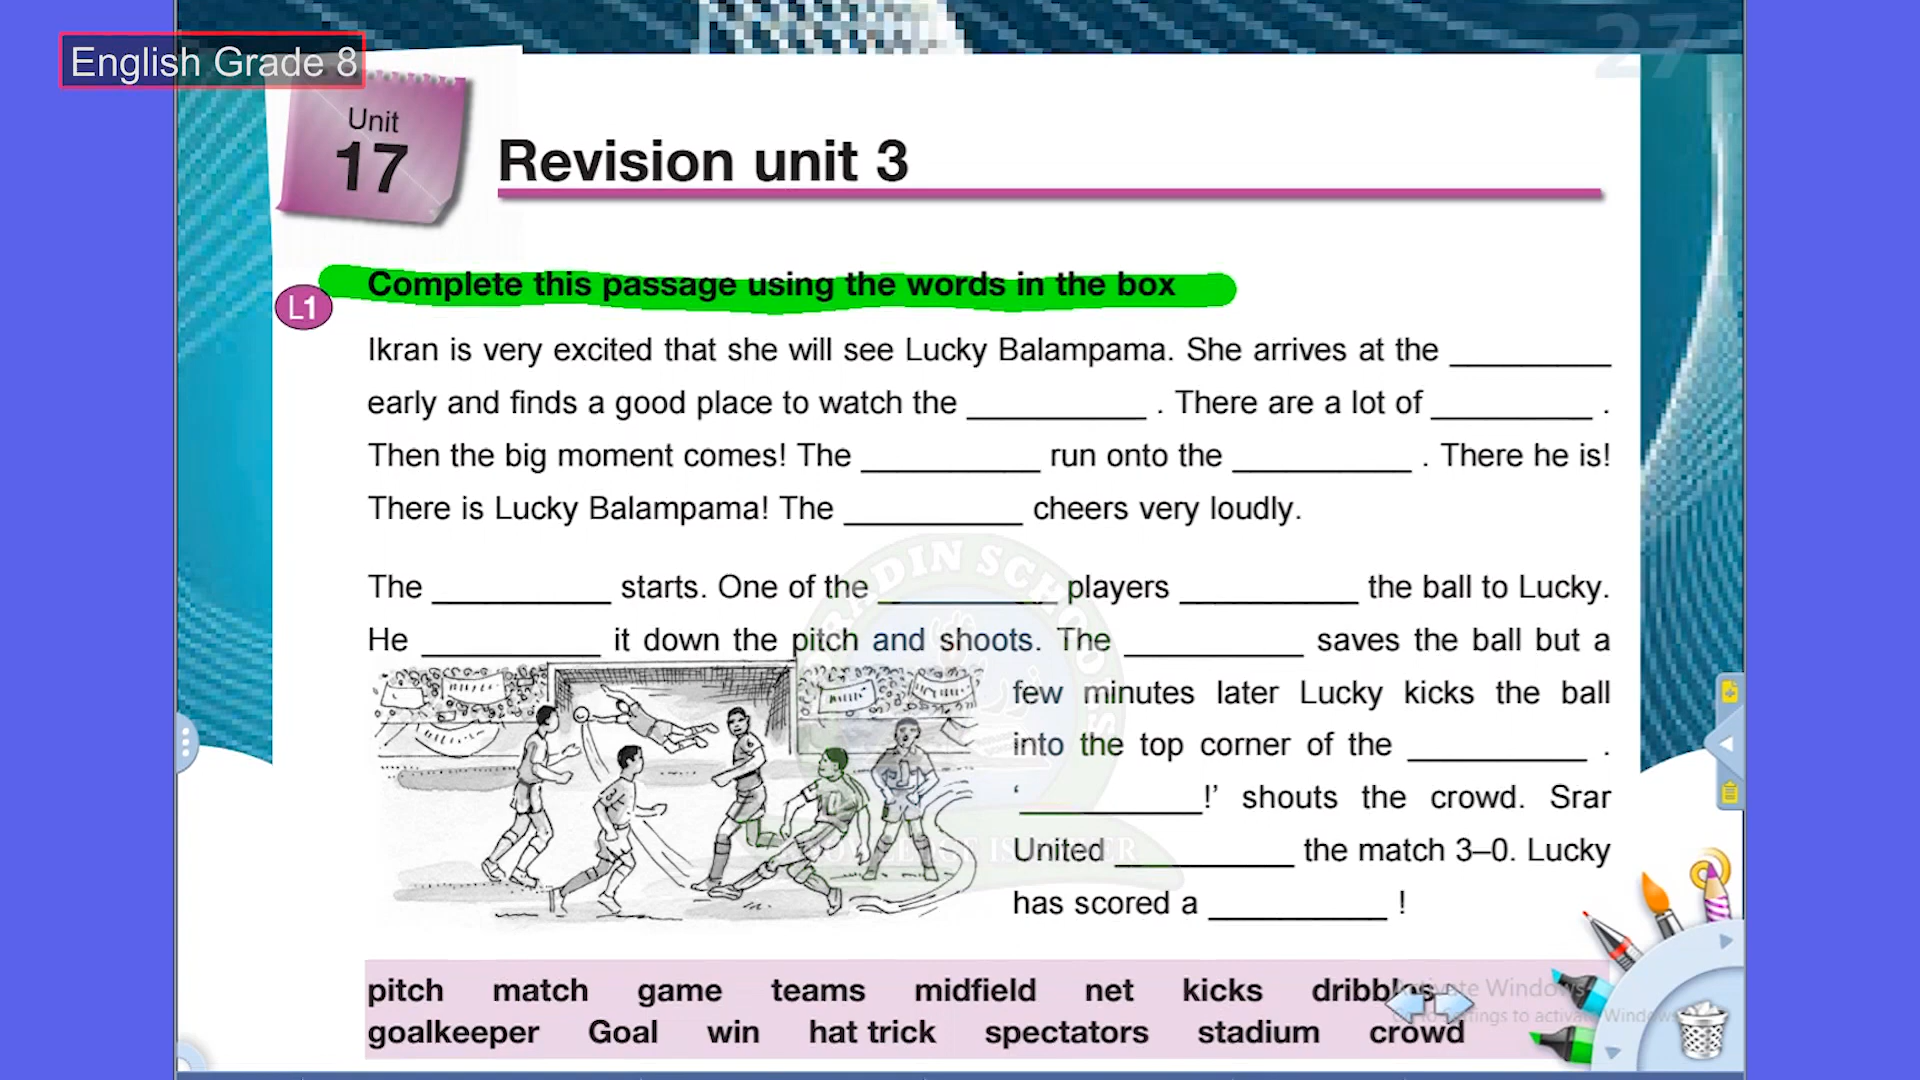 English Grade 8
27
Unit
17
Revision unit 3
L1
Complete this passage using the words in the box
Ikran is very excited that she will see Lucky Balampama. She arrives at the _________
early and finds a good place to watch the __________ . There are a lot of _________ .
Then the big moment comes! The __________ run onto the __________ . There he is!
There is Lucky Balampama! The __________ cheers very loudly.
The __________ starts. One of the __________ players __________ the ball to Lucky.
He __________ it down the pitch and shoots. The __________ saves the ball but a
few minutes later Lucky kicks the ball
into the top corner of the __________ .
‘__________!’ shouts the crowd. Srar
United __________ the match 3–0. Lucky
has scored a __________ !
pitch match game teams midfield net kicks
goalkeeper Goal win hat trick spectators stadium crowd